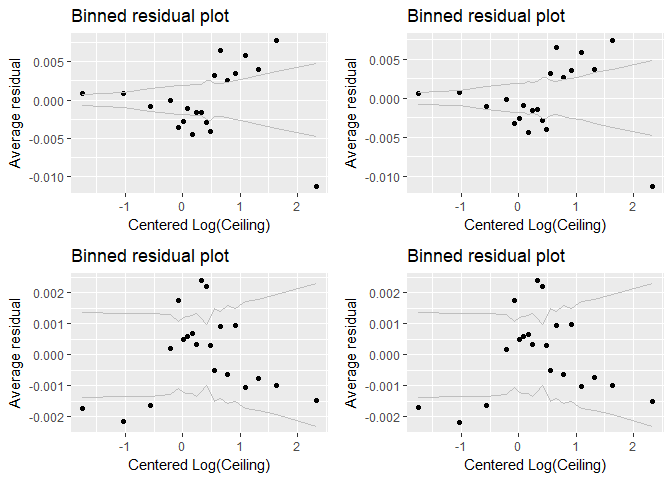 Binned residual plot
Binned residual plot
Average residual
0.005
0.000
-0.005
-0.010
-1
0
1
2
Centered Log(Ceiling)
Average residual
0.005
0.000
-0.005
-0.010
-1
0
1
2
Centered Log(Ceiling)
Binned residual plot
Binned residual plot
Average residual
0.002
0.001
0.000
-0.001
-0.002
-1
0
1
2
Centered Log(Ceiling)
Average residual
0.002
0.001
0.000
-0.001
-0.002
-1
0
1
2
Centered Log(Ceiling)